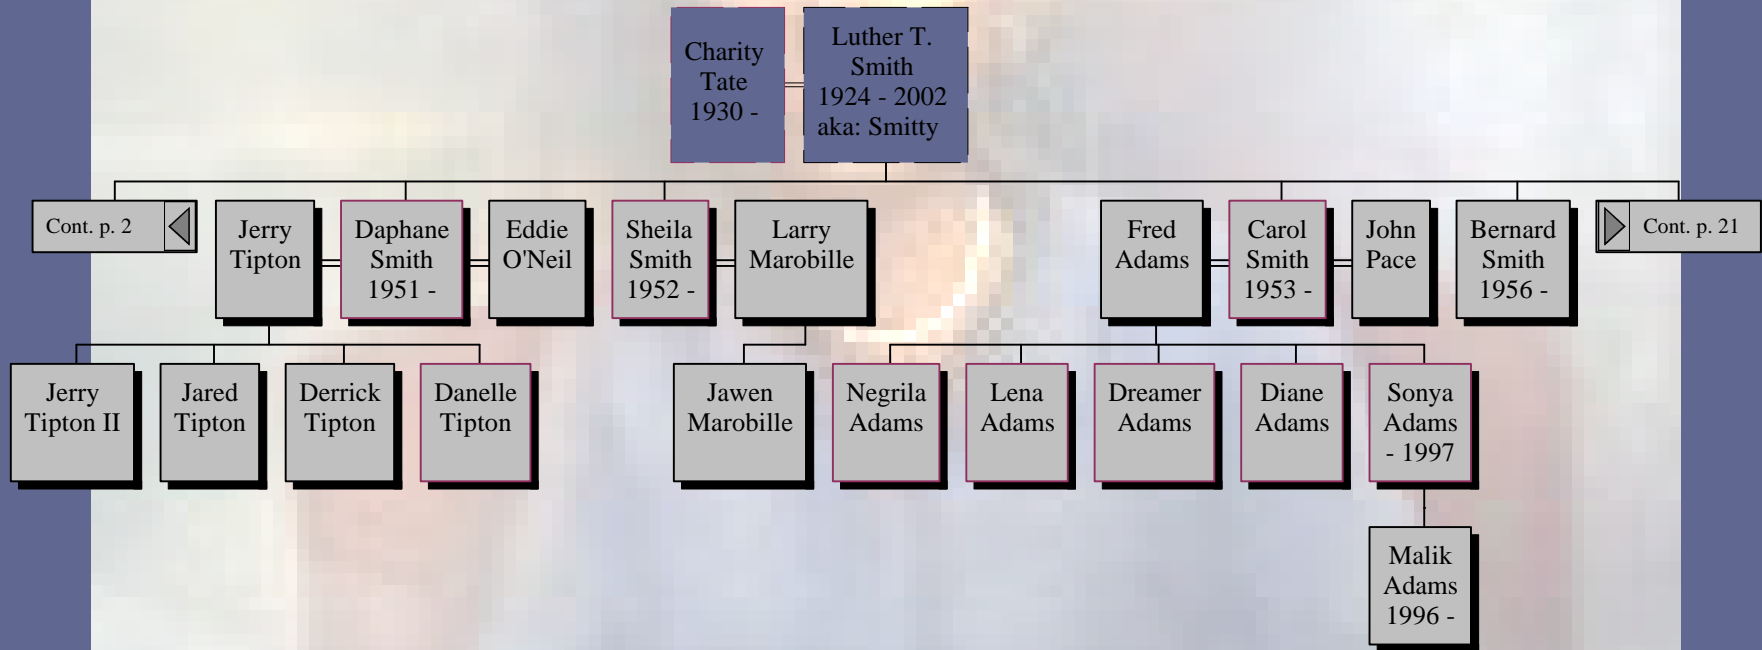 Charity
Tate
1930 -
Luther T.
Smith
1924 - 2002
aka: Smitty
Cont. p. 2
Jerry
Tipton
Daphane
Smith
1951 -
Eddie
O'Neil
Sheila
Smith
1952 -
Larry
Marobille
Fred
Adams
Carol
Smith
1953 -
John
Pace
Bernard
Smith
1956 -
Cont. p. 21
Jerry
Tipton II
Jared
Tipton
Derrick
Tipton
Danelle
Tipton
Jawen
Marobille
Negrila
Adams
Lena
Adams
Dreamer
Adams
Diane
Adams
Sonya
Adams
- 1997
Malik
Adams
1996 -